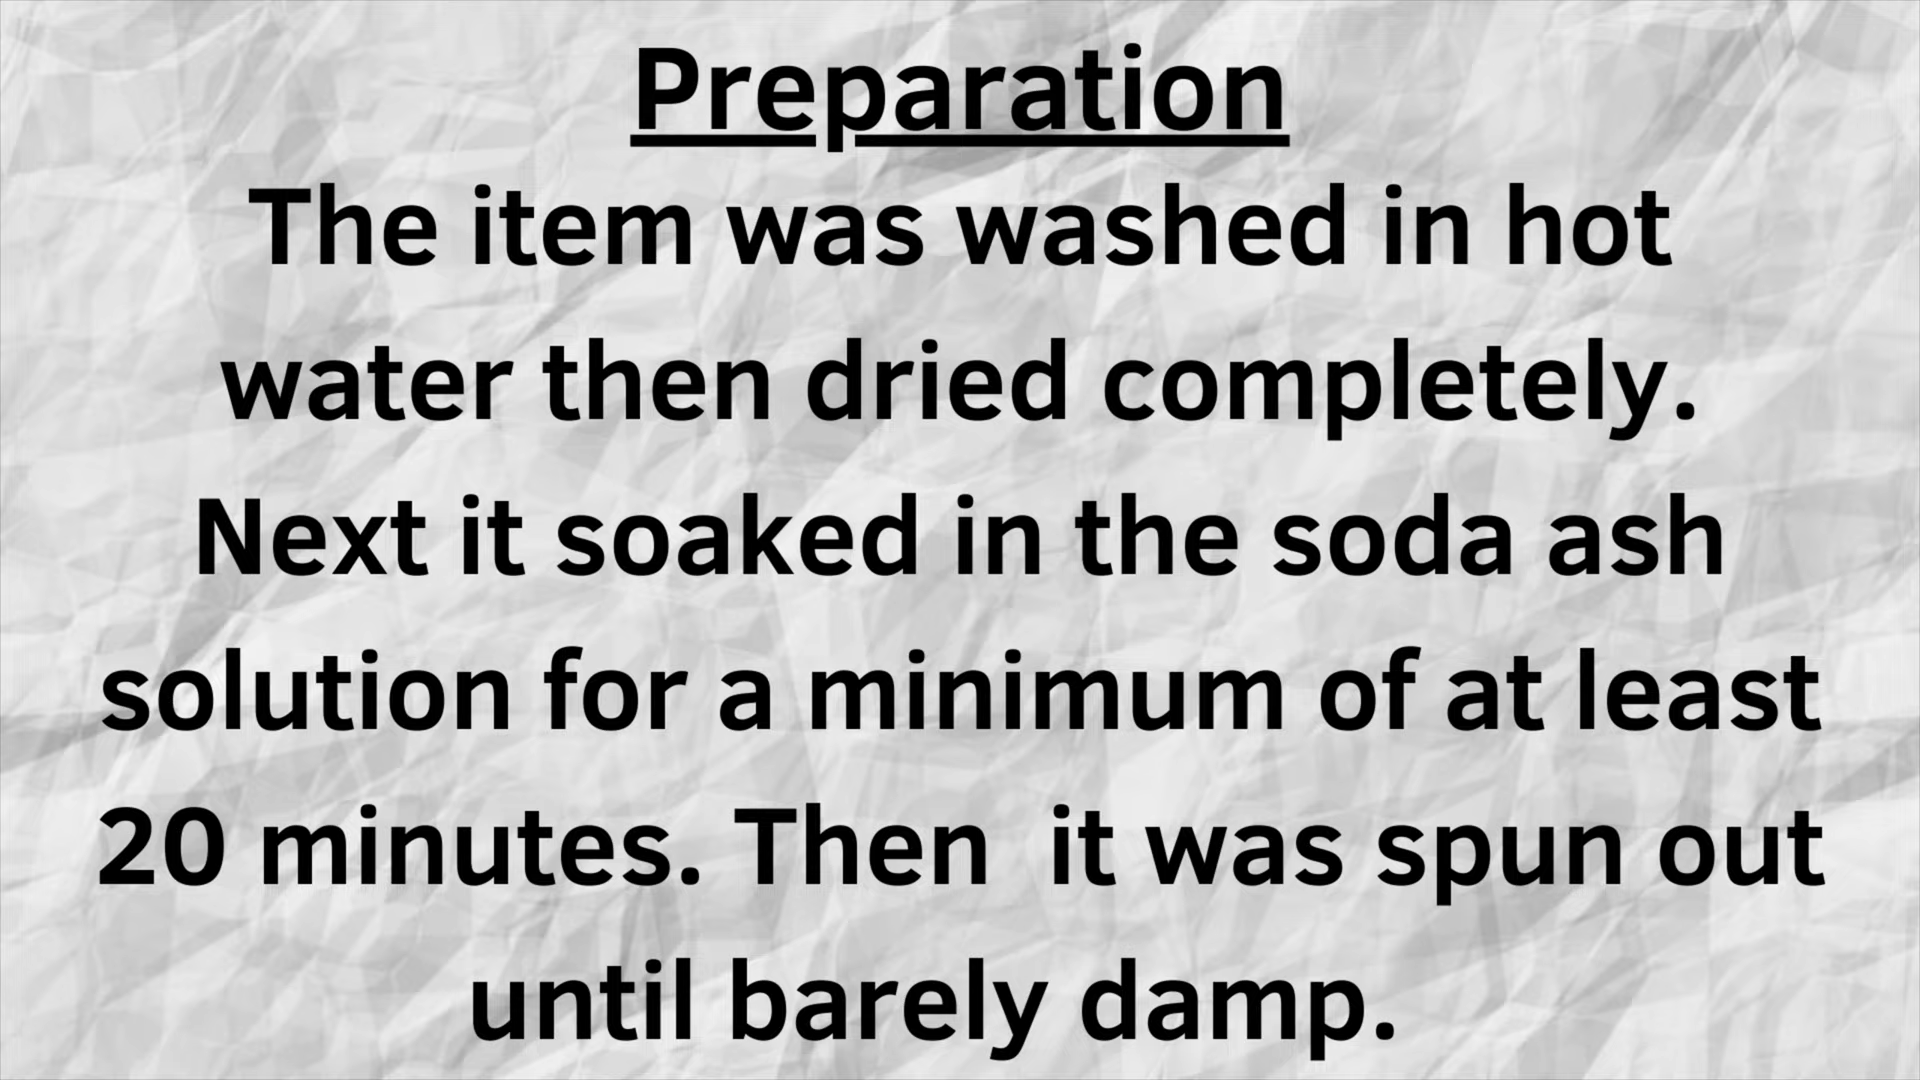 Preparation
The item was washed in hot
water then dried completely.
Next it soaked in the soda ash
solution for a minimum of at least
20 minutes. Then  it was spun out
until barely damp.